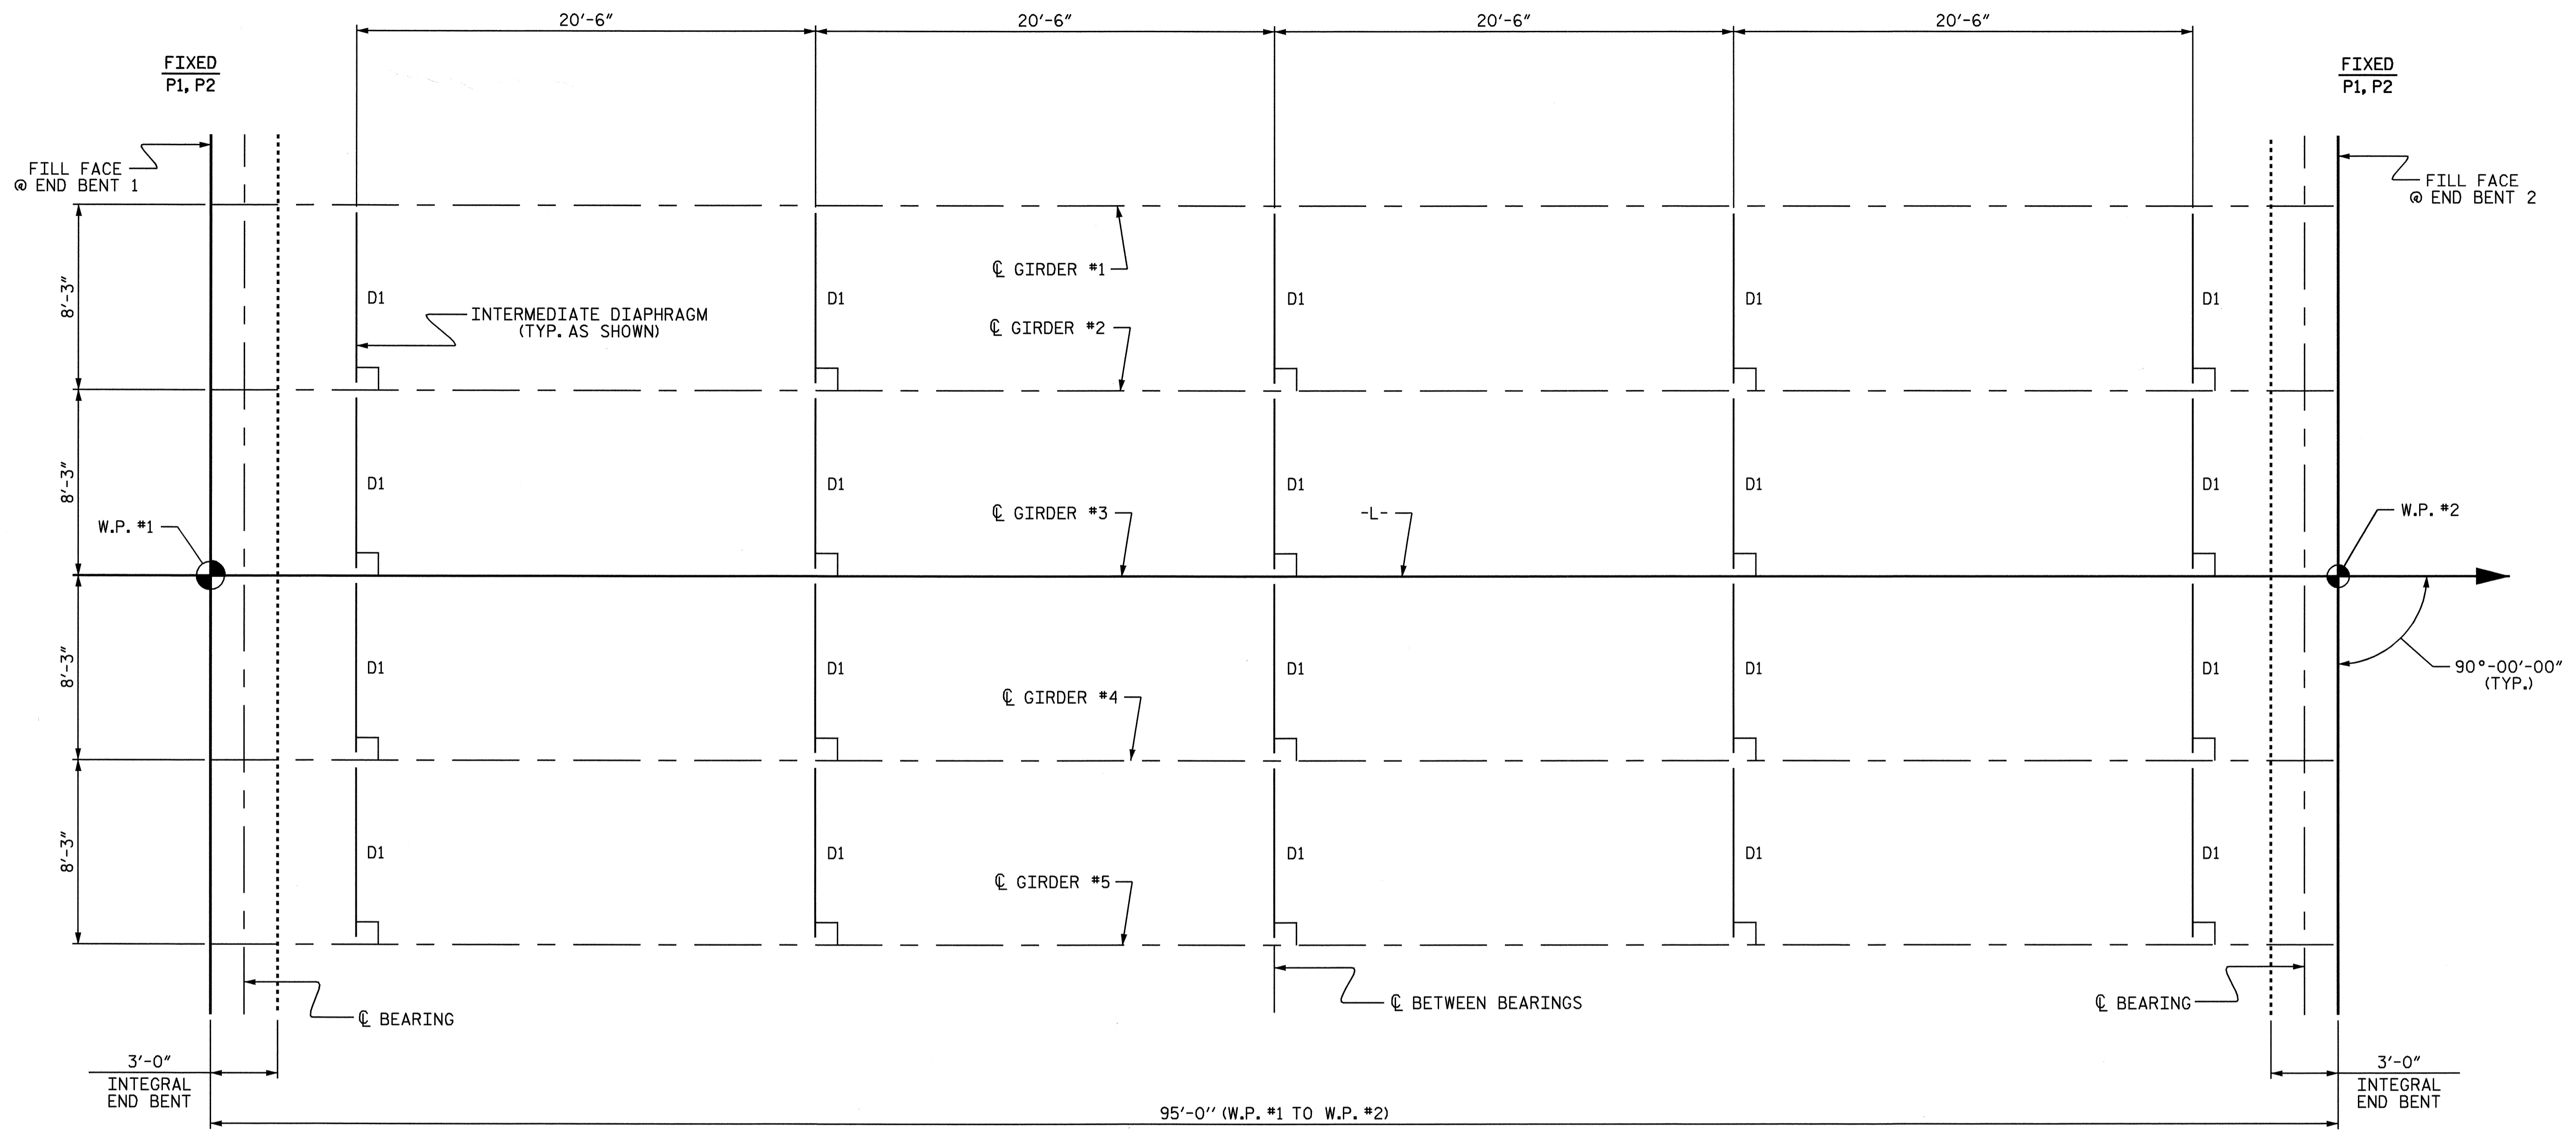 20'-6"
20'-6"
20'-6"
20'-6"
FIXED
P1, P2
FIXED
P1, P2
FILL FACE
@ END BENT 1
FILL FACE
@ END BENT 2
8'-3"
8'-3"
8'-3"
8'-3"
℄ GIRDER #1
D1
D1
D1
D1
D1
INTERMEDIATE DIAPHRAGM
(TYP. AS SHOWN)
℄ GIRDER #2
D1
D1
D1
D1
D1
W.P. #1
℄ GIRDER #3
-L-
W.P. #2
D1
D1
D1
D1
D1
90°-00'-00"
(TYP.)
℄ GIRDER #4
D1
D1
D1
D1
D1
℄ GIRDER #5
℄ BEARING
℄ BETWEEN BEARINGS
℄ BEARING
3'-0"
INTEGRAL
END BENT
3'-0"
INTEGRAL
END BENT
95'-0" (W.P. #1 TO W.P. #2)